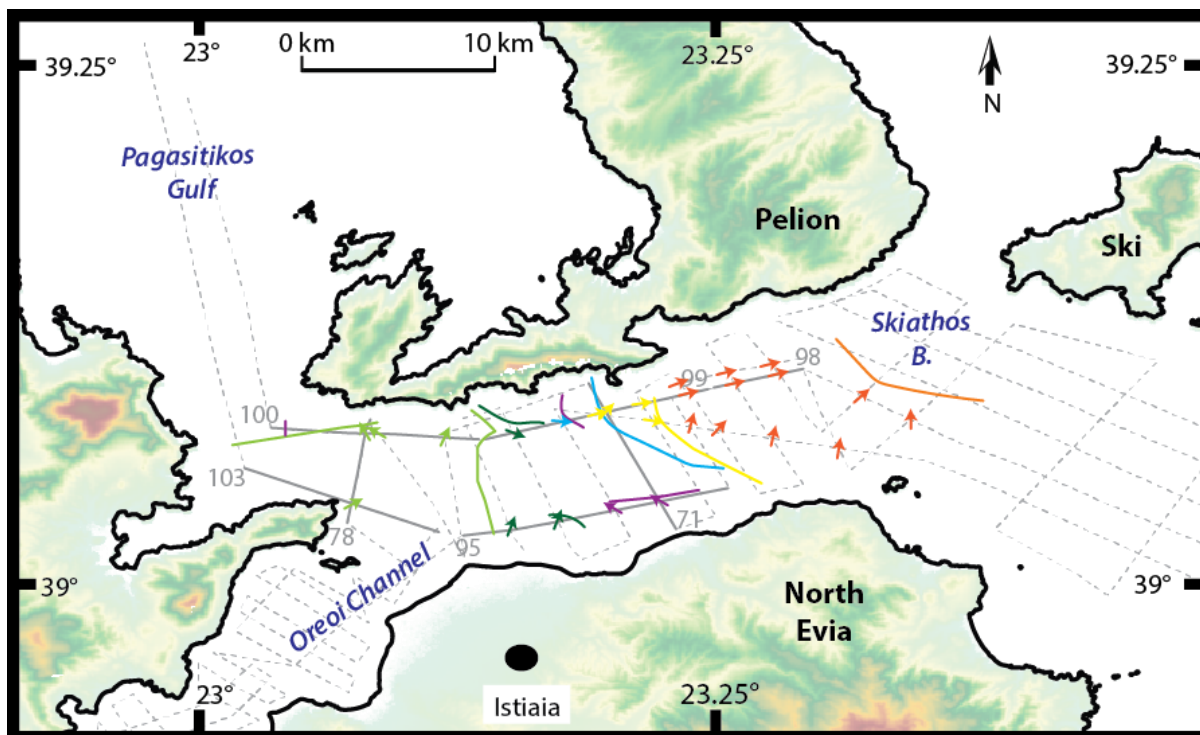 39.25°
23°
0 km
10 km
23.25°
N
39.25°
Pagasitikos
Gulf
Pelion
Ski
Skiathos
B.
98
99
100
103
78
95
71
Oreoi Channel
39°
39°
North
Evia
23°
Istiaia
23.25°